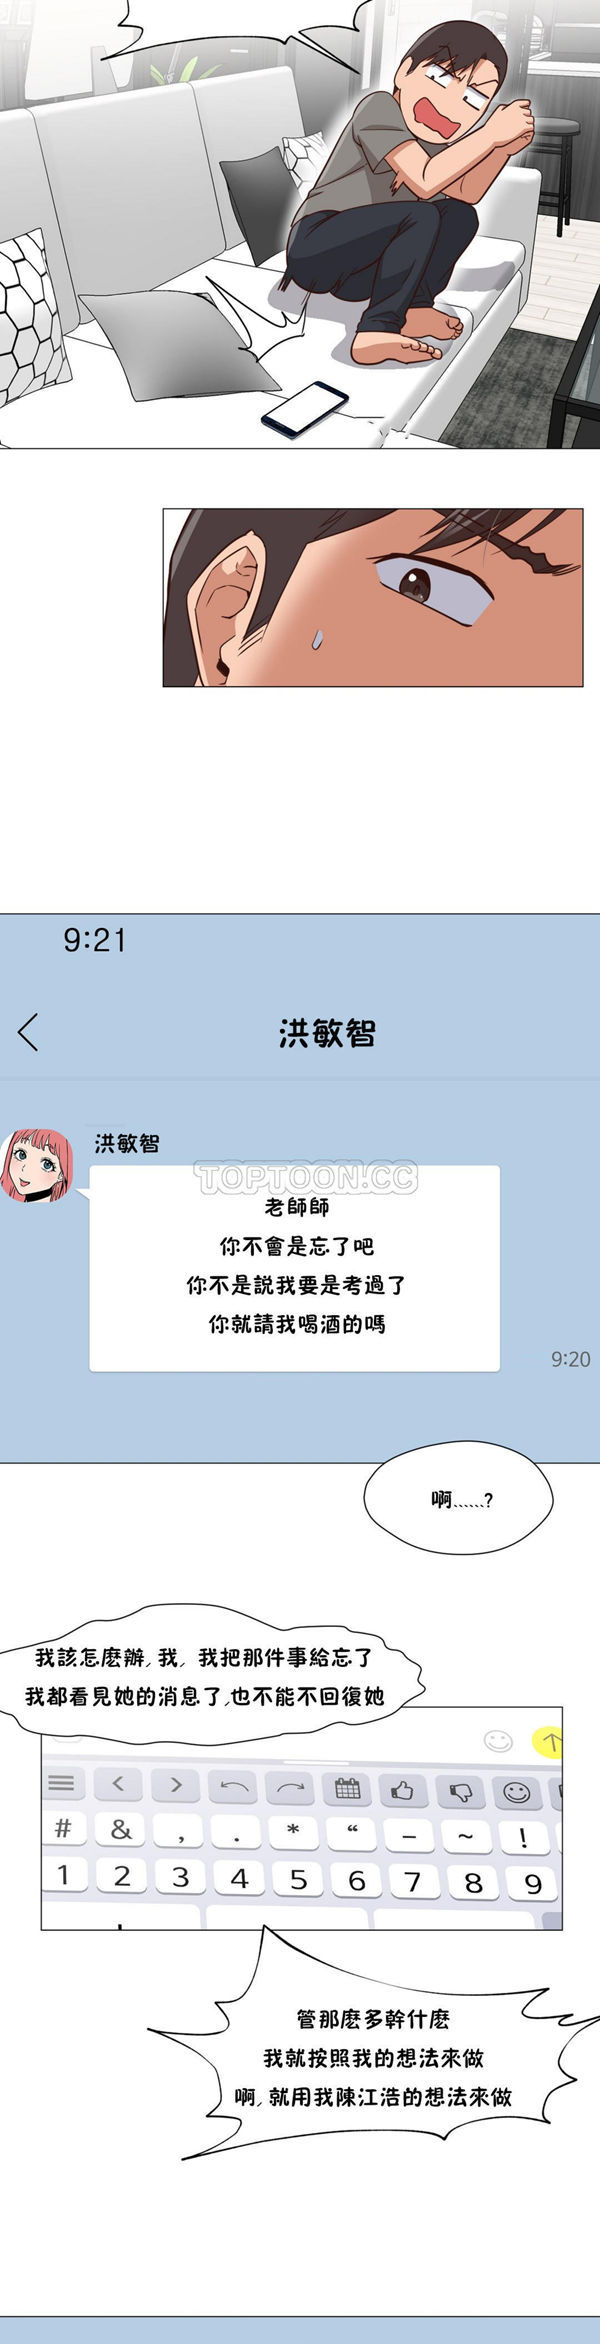 9:21
洪敏智
洪敏智
TOPTOON.CC
老師師
你不會是忘了吧
你不是說我要是考過了
你就請我喝酒的嗎
9:20
啊......?
我該怎麽辦, 我, 我把那件事給忘了
我都看見她的消息了,也不能不回復她
# & , . * “ – ~ !
1 2 3 4 5 6 7 8 9
管那麽多幹什麽
我就按照我的想法來做
啊, 就用我陳江浩的想法來做